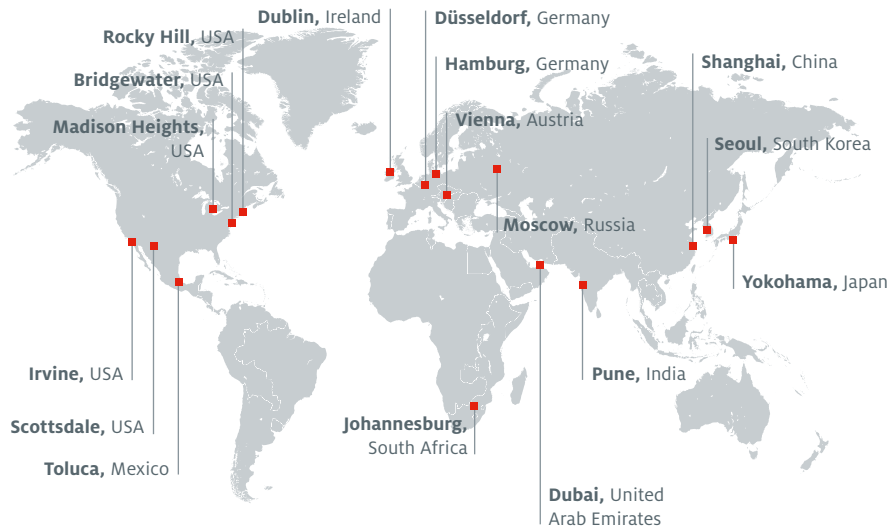 Dublin, Ireland
Düsseldorf, Germany
Rocky Hill, USA
Hamburg, Germany
Shanghai, China
Bridgewater, USA
Vienna, Austria
Madison Heights,
USA
Seoul, South Korea
Moscow, Russia
Yokohama, Japan
Irvine, USA
Pune, India
Scottsdale, USA
Johannesburg,
South Africa
Toluca, Mexico
Dubai, United
Arab Emirates